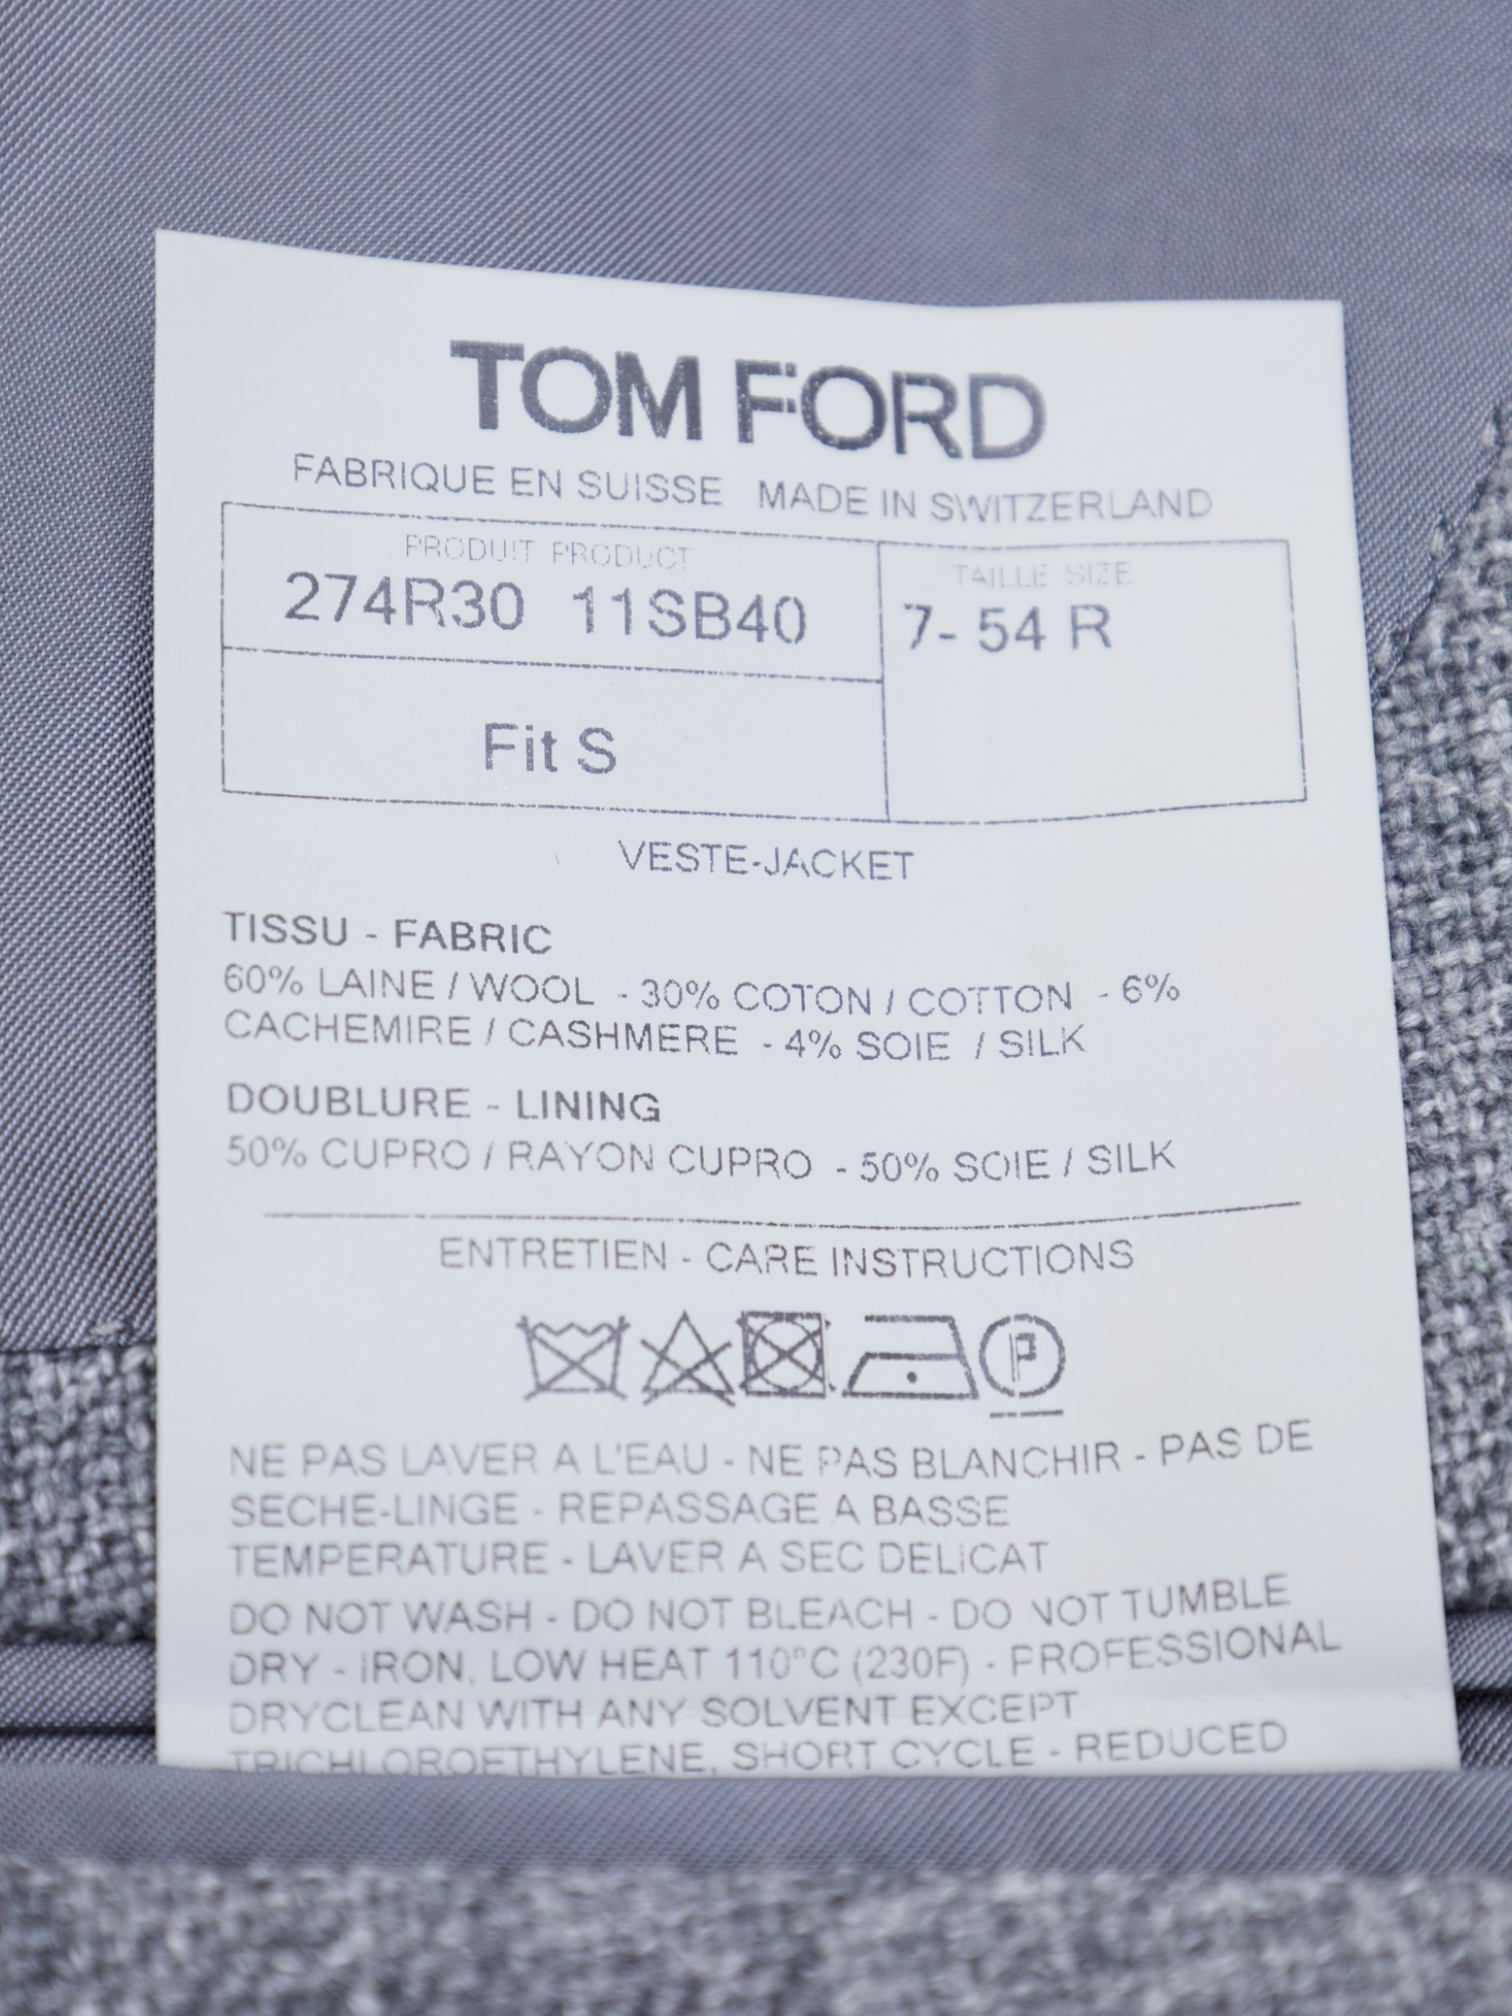 TOM FORD
FABRIQUE EN SUISSE MADE IN SWITZERLAND
PRODUIT PRODUCT
274R30 11SB40
TAILLE SIZE
7- 54 R
Fit S
VESTE-JACKET
TISSU - FABRIC
60% LAINE / WOOL - 30% COTON / COTTON - 6%
CACHEMIRE / CASHMERE - 4% SOIE / SILK
DOUBLURE - LINING
50% CUPRO / RAYON CUPRO - 50% SOIE / SILK
ENTRETIEN - CARE INSTRUCTIONS
P
NE PAS LAVER A L'EAU - NE PAS BLANCHIR - PAS DE
SECHE-LINGE - REPASSAGE A BASSE
TEMPERATURE - LAVER A SEC DELICAT
DO NOT WASH - DO NOT BLEACH - DO NOT TUMBLE
DRY - IRON, LOW HEAT 110°C (230F) - PROFESSIONAL
DRYCLEAN WITH ANY SOLVENT EXCEPT
TRICHLOROETHYLENE, SHORT CYCLE - REDUCED